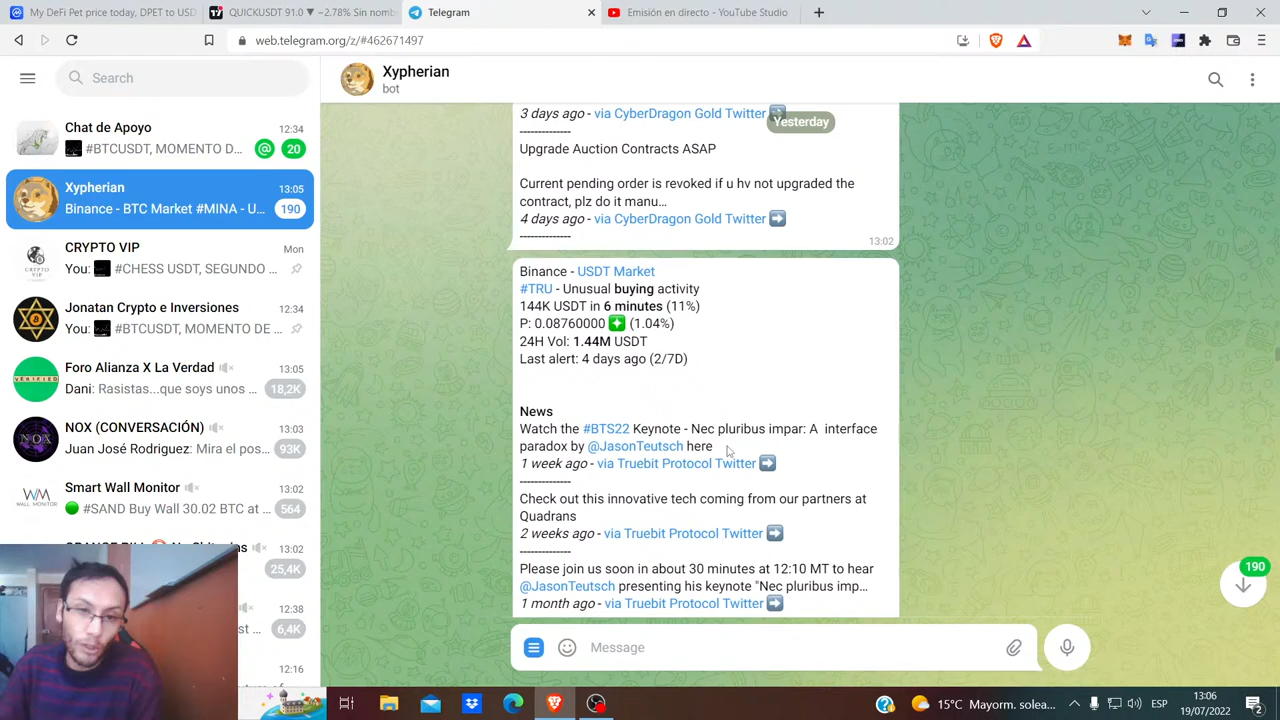 My DeFi Pet price today, DPET to USD
QUICKUSDT 91.0 ▼ −2.78% Sin nomb
Telegram
Emisión en directo - YouTube Studio
web.telegram.org/z/#462671497
Search
Xypherian
bot
Chat de Apoyo 12:34
#BTCUSDT, MOMENTO D... @ 20
Xypherian 13:05
Binance - BTC Market #MINA - U... 190
CRYPTO VIP Mon
You: #CHESS USDT, SEGUNDO ...
Jonatan Crypto e Inversiones 12:34
You: #BTCUSDT, MOMENTO DE ...
Foro Alianza X La Verdad 13:05
Dani: Rasistas...que soys unos ... 18,2K
NOX (CONVERSACIÓN) 13:03
Juan José Rodriguez: Mira el pos... 93K
Smart Wall Monitor 13:02
#SAND Buy Wall 30.02 BTC at ... 564
13:02
25,4K
12:38
6,4K
12:16
3 days ago - via CyberDragon Gold Twitter
Yesterday
--------------
Upgrade Auction Contracts ASAP
Current pending order is revoked if u hv not upgraded the
contract, plz do it manu...
4 days ago - via CyberDragon Gold Twitter
--------------
13:02
Binance - USDT Market
#TRU - Unusual buying activity
144K USDT in 6 minutes (11%)
P: 0.08760000 (1.04%)
24H Vol: 1.44M USDT
Last alert: 4 days ago (2/7D)
News
Watch the #BTS22 Keynote - Nec pluribus impar: A interface
paradox by @JasonTeutsch here
1 week ago - via Truebit Protocol Twitter
--------------
Check out this innovative tech coming from our partners at
Quadrans
2 weeks ago - via Truebit Protocol Twitter
--------------
Please join us soon in about 30 minutes at 12:10 MT to hear
@JasonTeutsch presenting his keynote "Nec pluribus imp...
1 month ago - via Truebit Protocol Twitter
190
Message
15°C Mayorm. solea...
ESP
13:06
19/07/2022
2